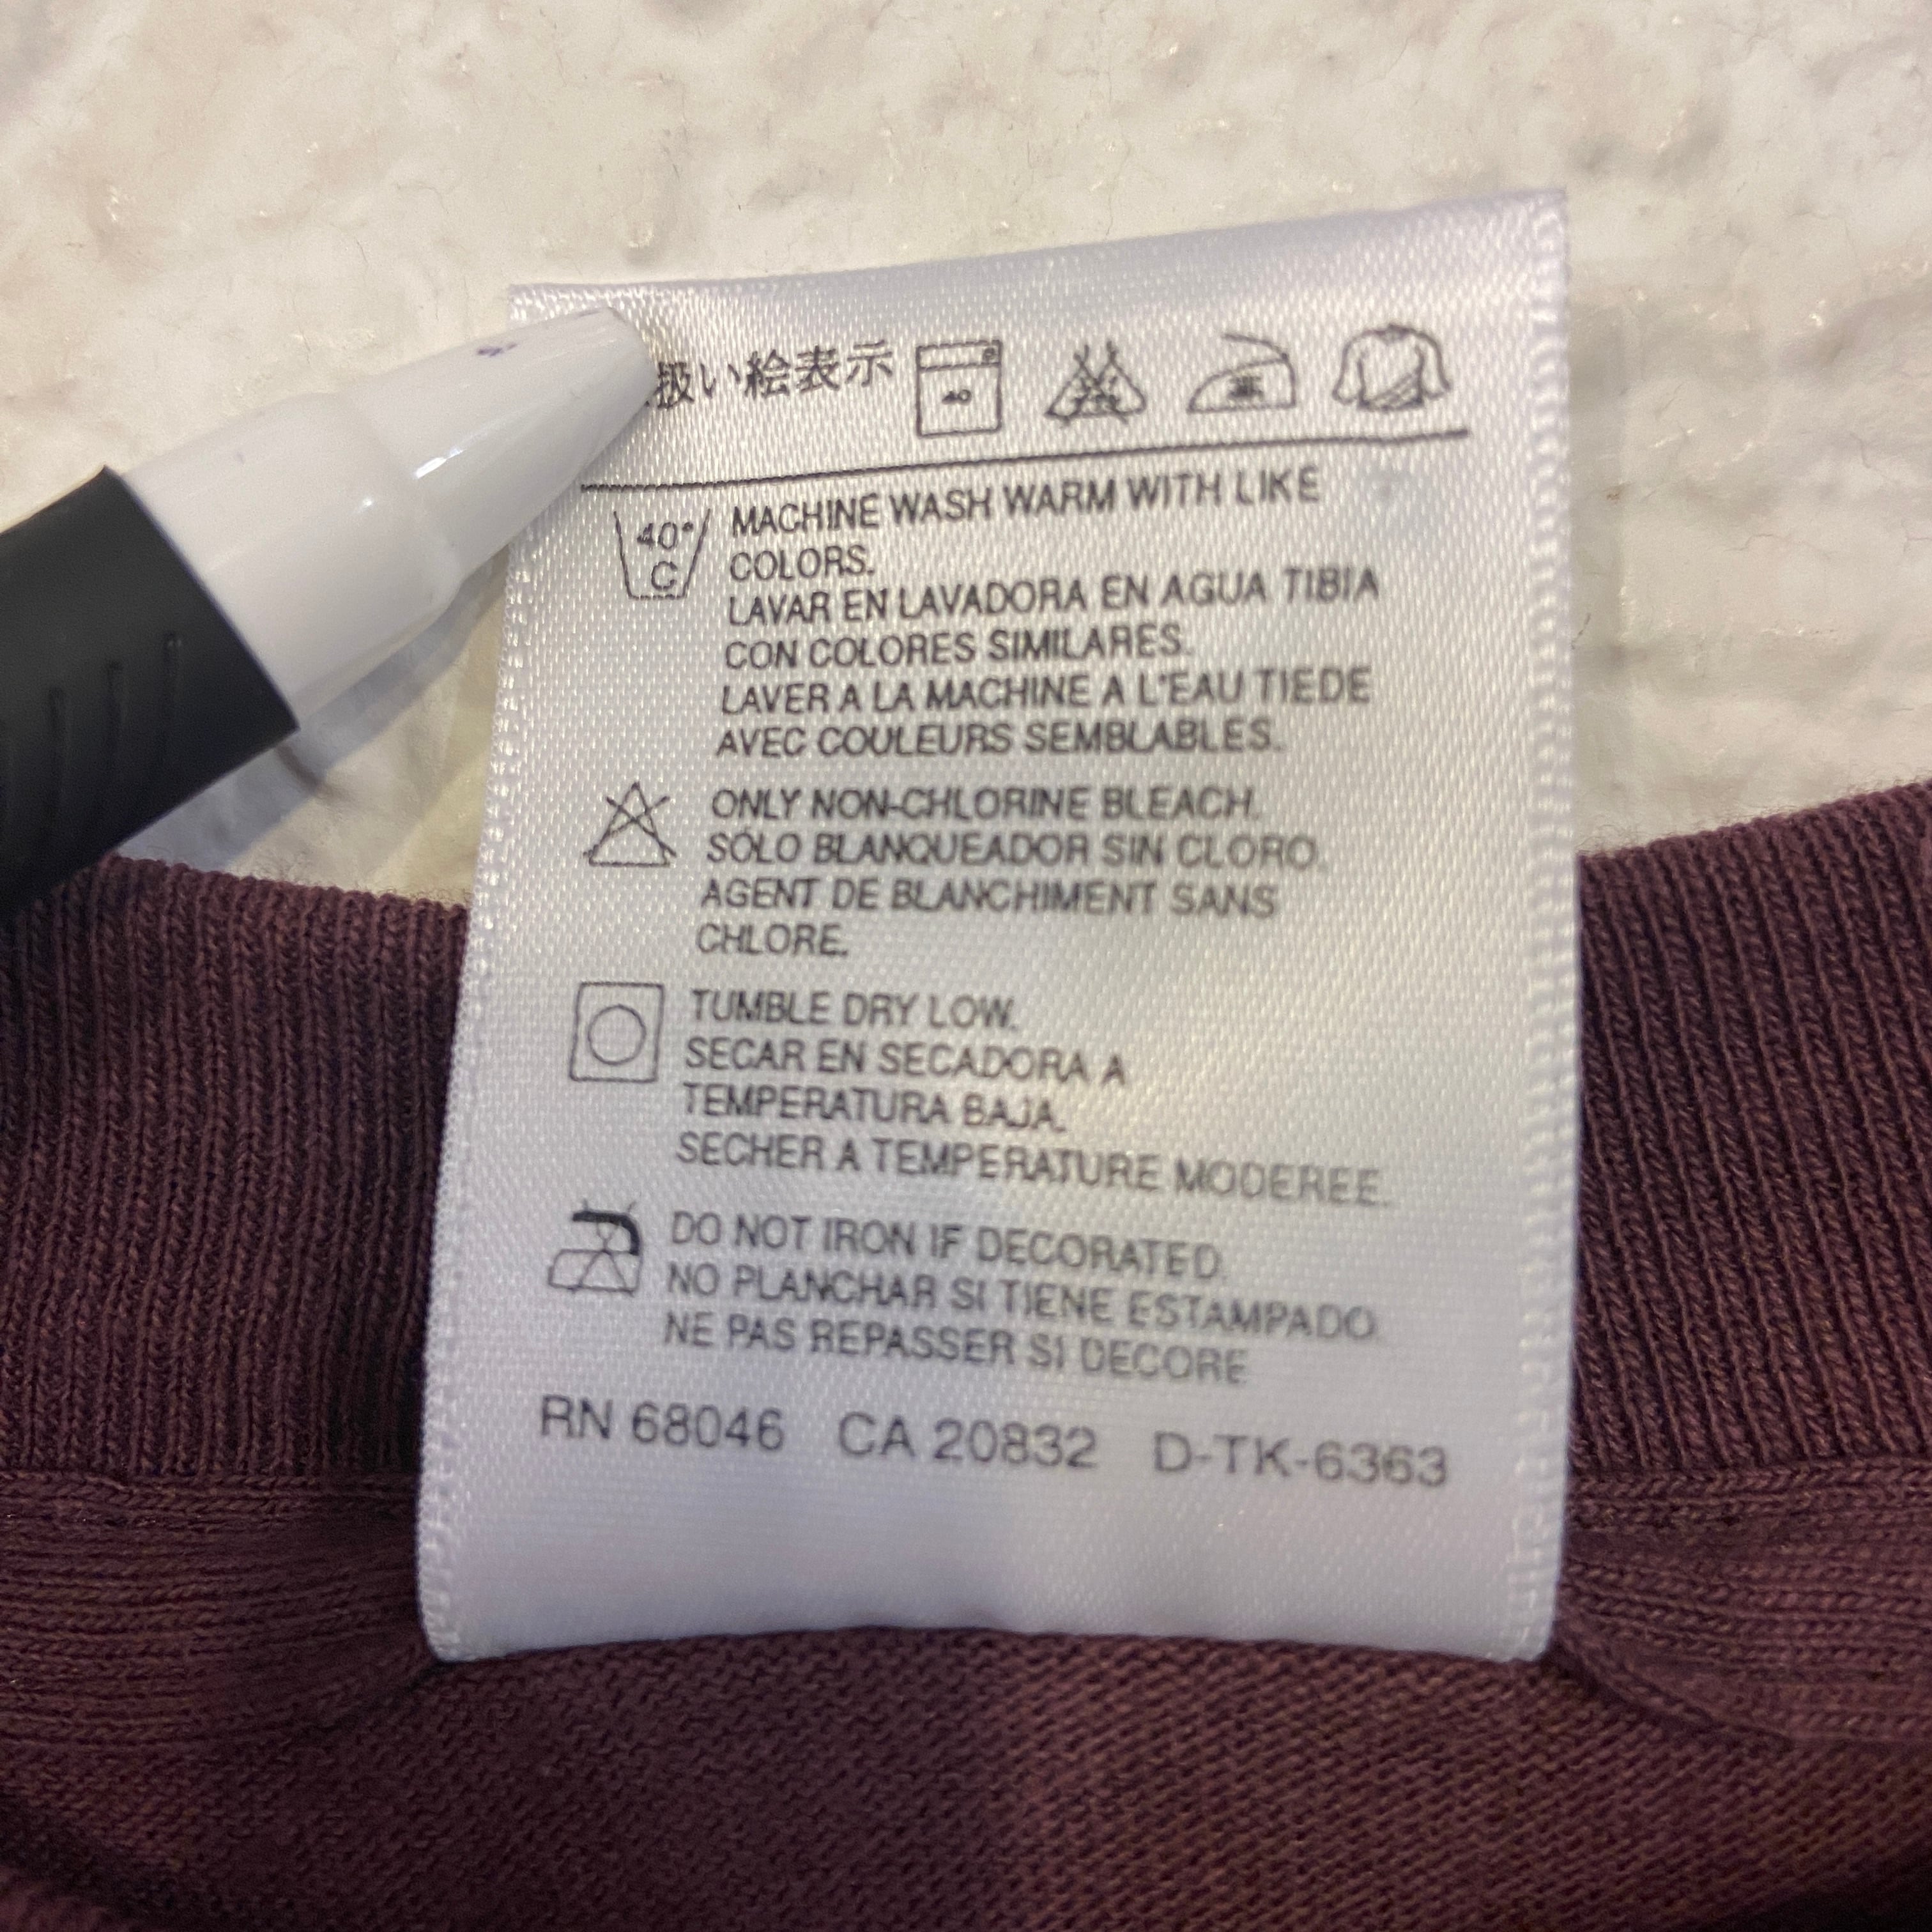 扱い絵表示 40
40°
C
MACHINE WASH WARM WITH LIKE
COLORS.
LAVAR EN LAVADORA EN AGUA TIBIA
CON COLORES SIMILARES.
LAVER A LA MACHINE A L'EAU TIEDE
AVEC COULEURS SEMBLABLES.
ONLY NON-CHLORINE BLEACH.
SÓLO BLANQUEADOR SIN CLORO.
AGENT DE BLANCHIMENT SANS
CHLORE.
TUMBLE DRY LOW.
SECAR EN SECADORA A
TEMPERATURA BAJA.
SECHER A TEMPERATURE MODEREE.
DO NOT IRON IF DECORATED.
NO PLANCHAR SI TIENE ESTAMPADO.
NE PAS REPASSER SI DECORE
RN 68046 CA 20832 D-TK-6363